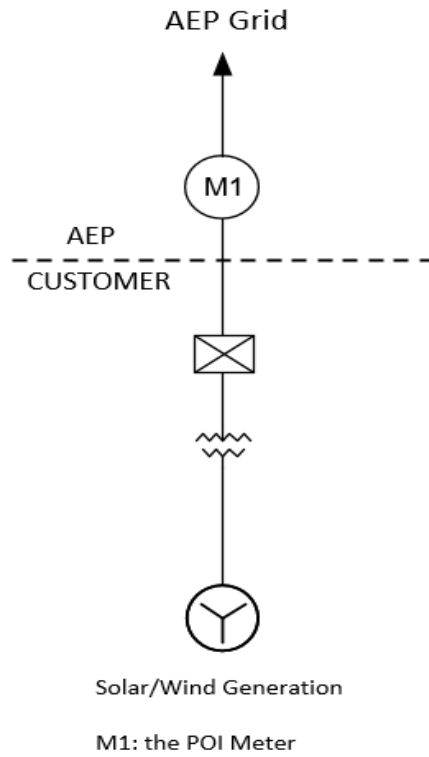 AEP Grid
M1
AEP
CUSTOMER
Solar/Wind Generation
M1: the POI Meter